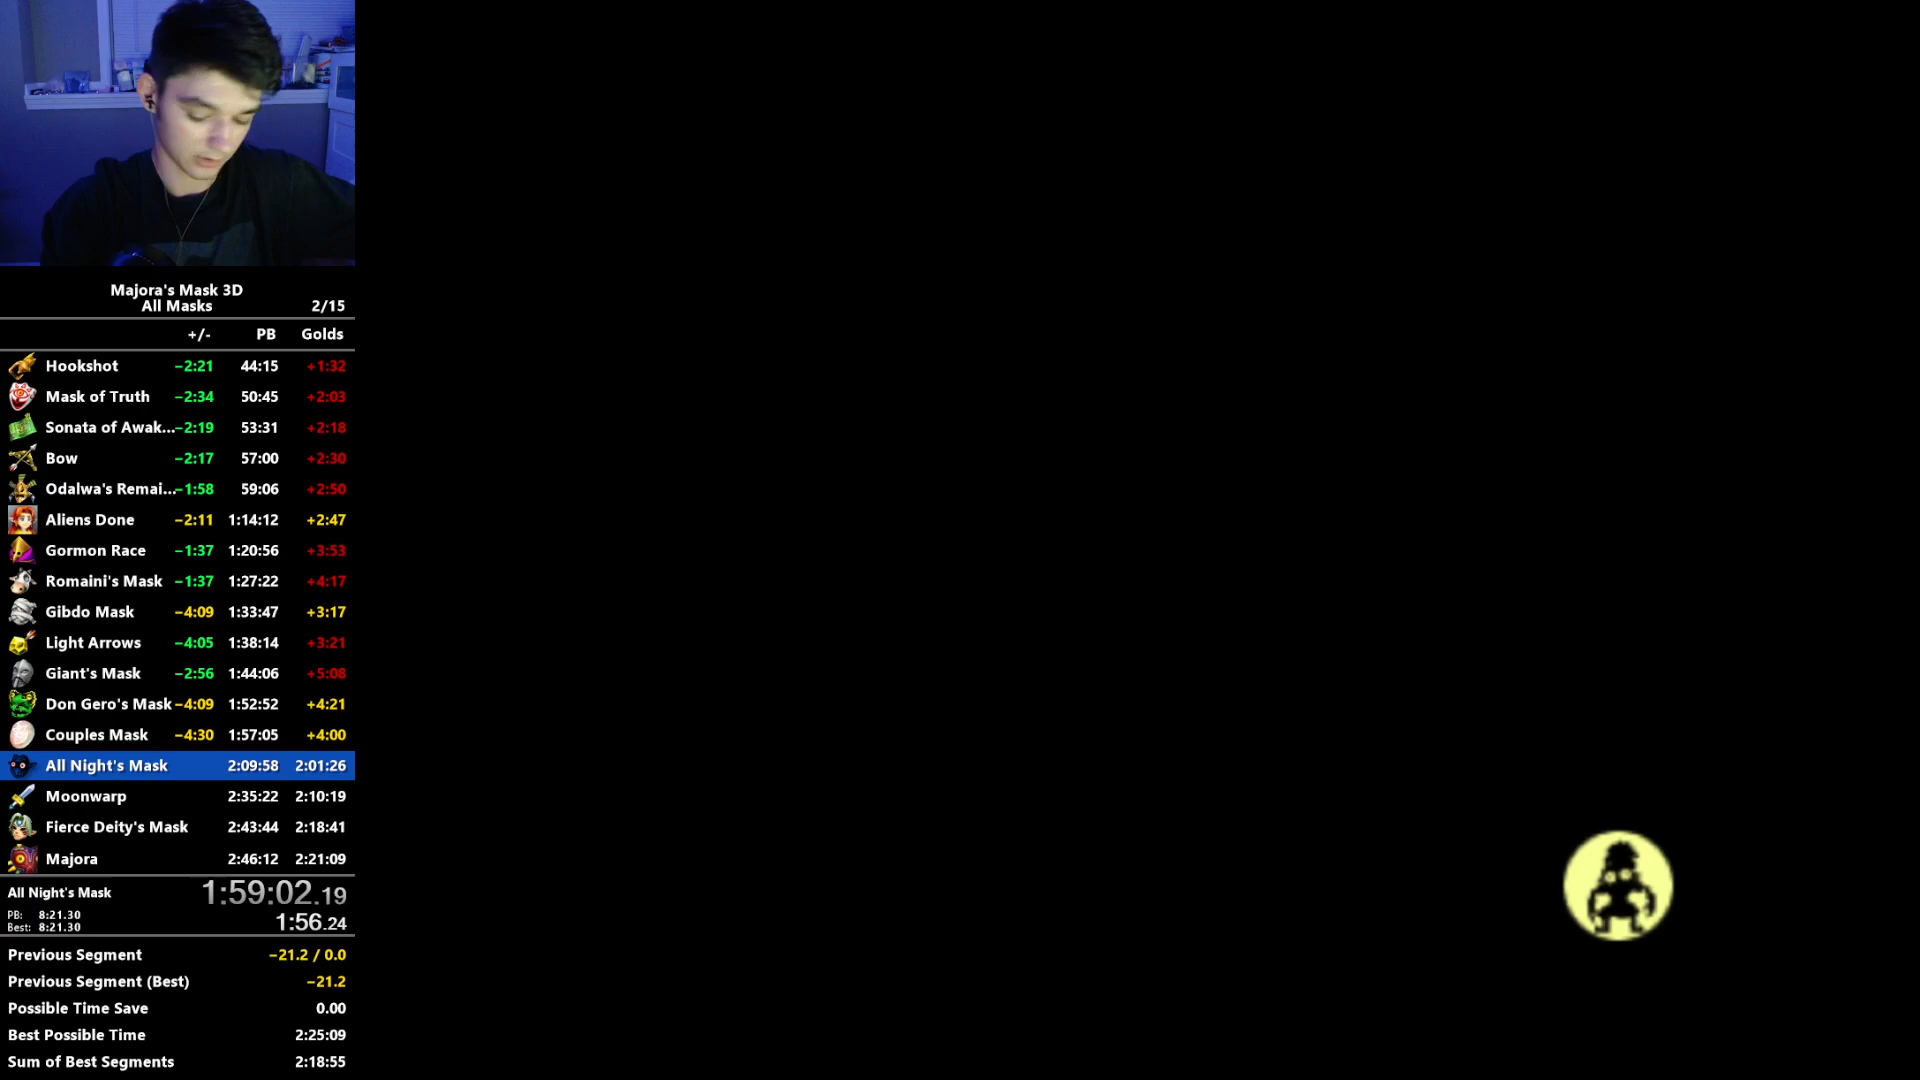 Majora's Mask 3D
All Masks 2/15
+/- PB Golds
Hookshot −2:21 44:15 +1:32
Mask of Truth −2:34 50:45 +2:03
Sonata of Awak... −2:19 53:31 +2:18
Bow −2:17 57:00 +2:30
Odalwa's Remai... −1:58 59:06 +2:50
Aliens Done −2:11 1:14:12 +2:47
Gormon Race −1:37 1:20:56 +3:53
Romaini's Mask −1:37 1:27:22 +4:17
Gibdo Mask −4:09 1:33:47 +3:17
Light Arrows −4:05 1:38:14 +3:21
Giant's Mask −2:56 1:44:06 +5:08
Don Gero's Mask −4:09 1:52:52 +4:21
Couples Mask −4:30 1:57:05 +4:00
All Night's Mask 2:09:58 2:01:26
Moonwarp 2:35:22 2:10:19
Fierce Deity's Mask 2:43:44 2:18:41
Majora 2:46:12 2:21:09
All Night's Mask 1:59:02.19
PB: 8:21.30
Best: 8:21.30 1:56.24
Previous Segment −21.2 / 0.0
Previous Segment (Best) −21.2
Possible Time Save 0.00
Best Possible Time 2:25:09
Sum of Best Segments 2:18:55